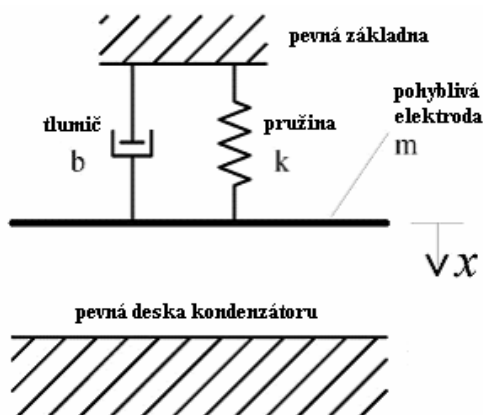 pevná základna
pohyblivá
elektroda
m
tlumič
b
pružina
k
x
pevná deska kondenzátoru